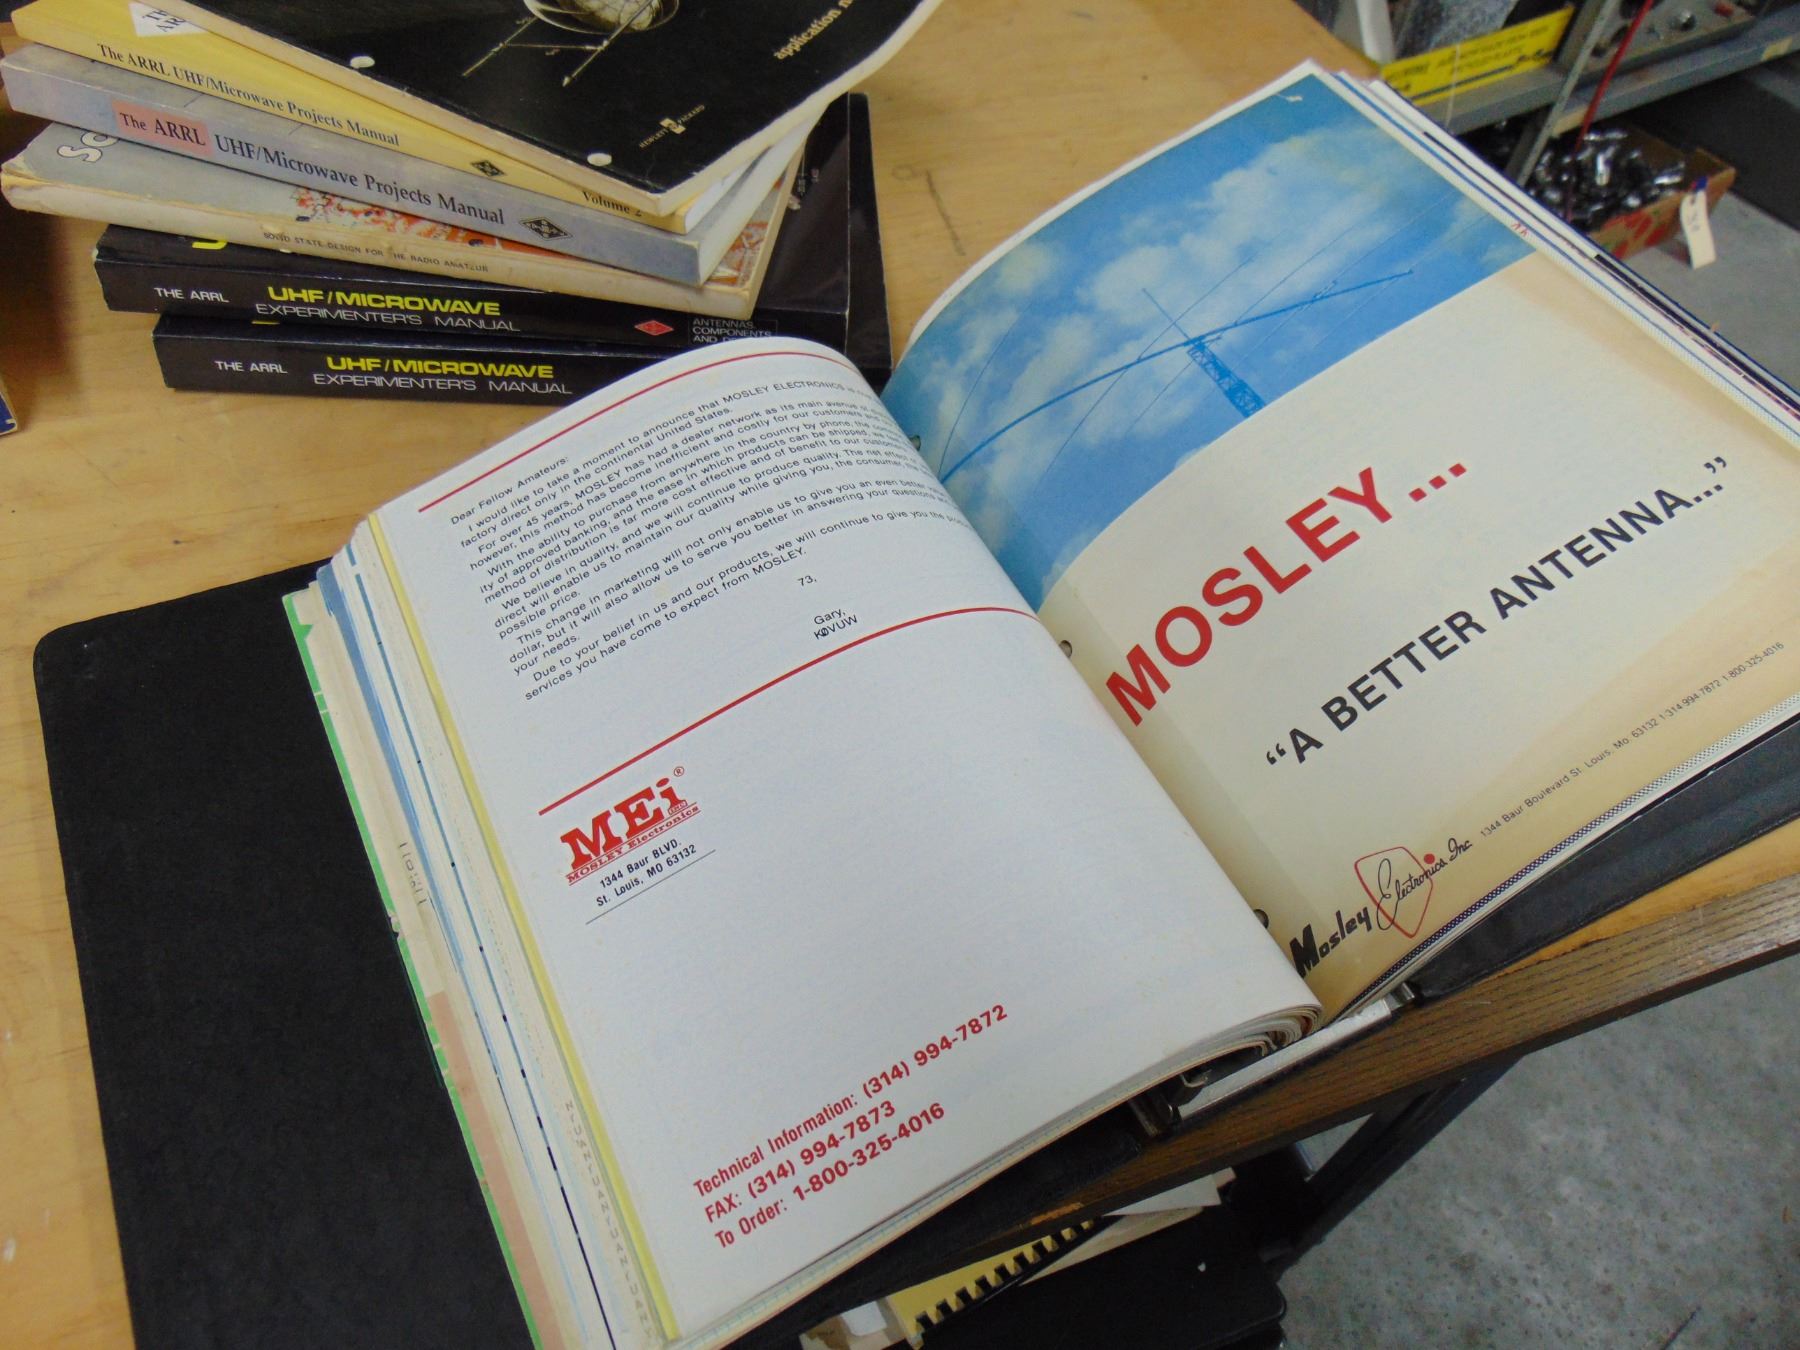 application
HEWLETT PACKARD
The ARRL UHF/Microwave Projects Manual
Volume 2
The ARRL UHF/Microwave Projects Manual
SOLID STATE DESIGN FOR THE RADIO AMATEUR
THE ARRL UHF/MICROWAVE
EXPERIMENTER'S MANUAL
ANTENNAS,
COMPONENTS
AND
THE ARRL UHF/MICROWAVE
EXPERIMENTER'S MANUAL
Dear Fellow Amateurs:
I would like to take a moment to announce that MOSLEY ELECTRONICS is
factory direct only in the continental United States.
For over 45 years, MOSLEY has had a dealer network as its main avenue of
however, this method has become inefficient and costly for our customers and
With the ability to purchase from anywhere in the country by phone, the
ity of approved banking, and the ease in which products can be shipped, we
method of distribution is far more cost effective and of benefit to our
We believe in quality, and we will continue to produce quality. The net effect of
direct will enable us to maintain our quality while giving you, the consumer, the
possible price.
This change in marketing will not only enable us to give you an even better
dollar, but it will also allow us to serve you better in answering your questions
your needs.
Due to your belief in us and our products, we will continue to give you the
services you have come to expect from MOSLEY.
73,
Gary,
KØVUW
MEi®
INC
MOSLEY Electronics
1344 Baur BLVD.
St. Louis, MO 63132
Technical Information: (314) 994-7872
FAX: (314) 994-7873
To Order: 1-800-325-4016
MOSLEY...
“A BETTER ANTENNA...”
Mosley Electronics Inc. 1344 Baur Boulevard St. Louis, Mo. 63132 1-314-994-7872 1-800-325-4016